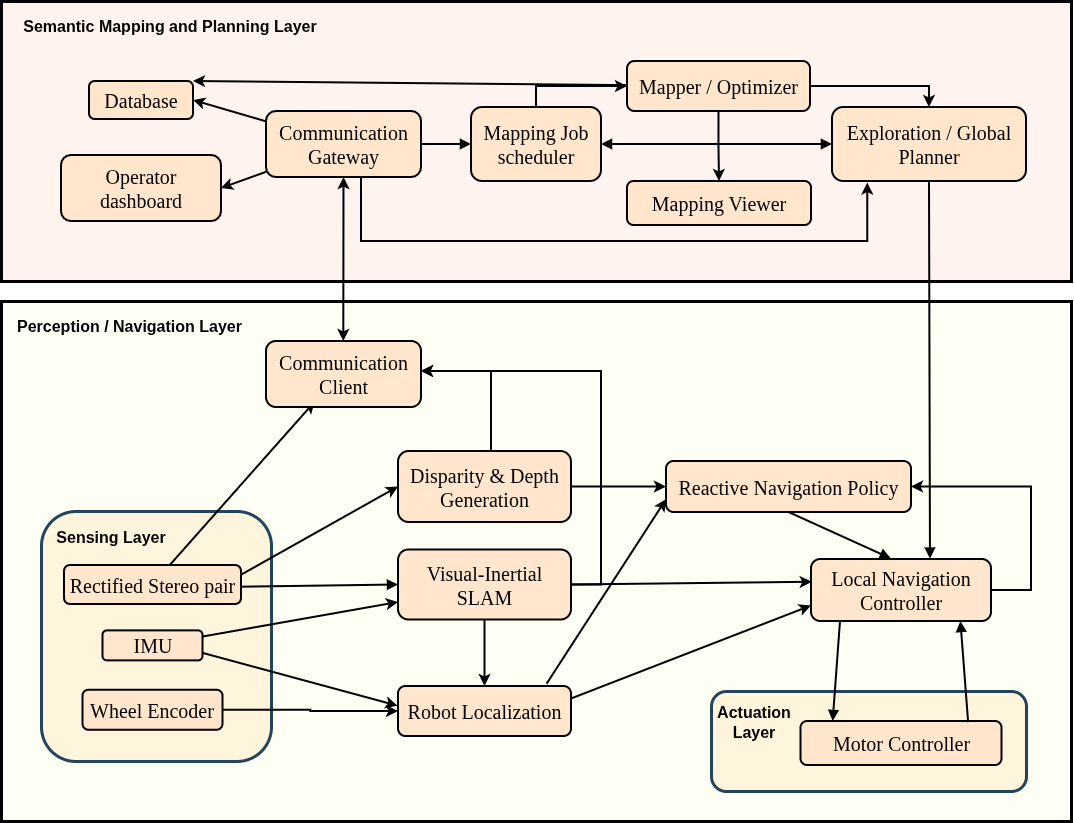 Semantic Mapping and Planning Layer
Database
Mapper / Optimizer
Communication
Gateway
Mapping Job
scheduler
Exploration / Global
Planner
Operator
dashboard
Mapping Viewer
Perception / Navigation Layer
Communication
Client
Disparity & Depth
Generation
Reactive Navigation Policy
Sensing Layer
Rectified Stereo pair
Visual-Inertial
SLAM
Local Navigation
Controller
IMU
Wheel Encoder
Robot Localization
Actuation
Layer
Motor Controller